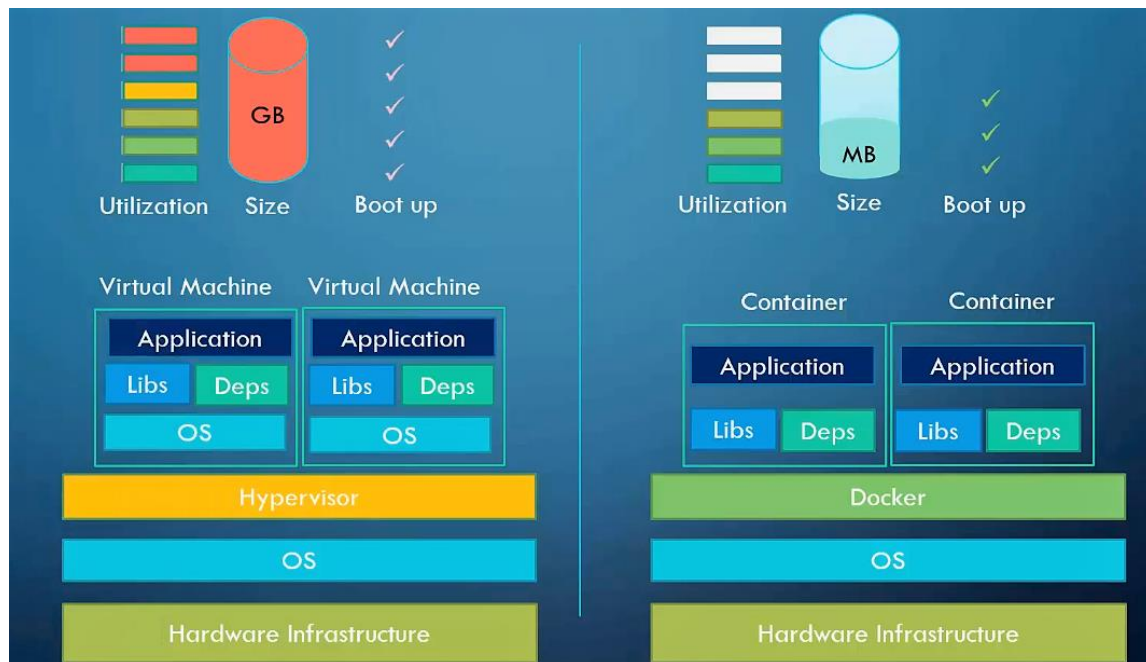 GB
Utilization Size Boot up
Virtual Machine Virtual Machine
Application Application
Libs Deps Libs Deps
OS OS
Hypervisor
OS
Hardware Infrastructure
MB
Utilization Size Boot up
Container Container
Application Application
Libs Deps Libs Deps
Docker
OS
Hardware Infrastructure